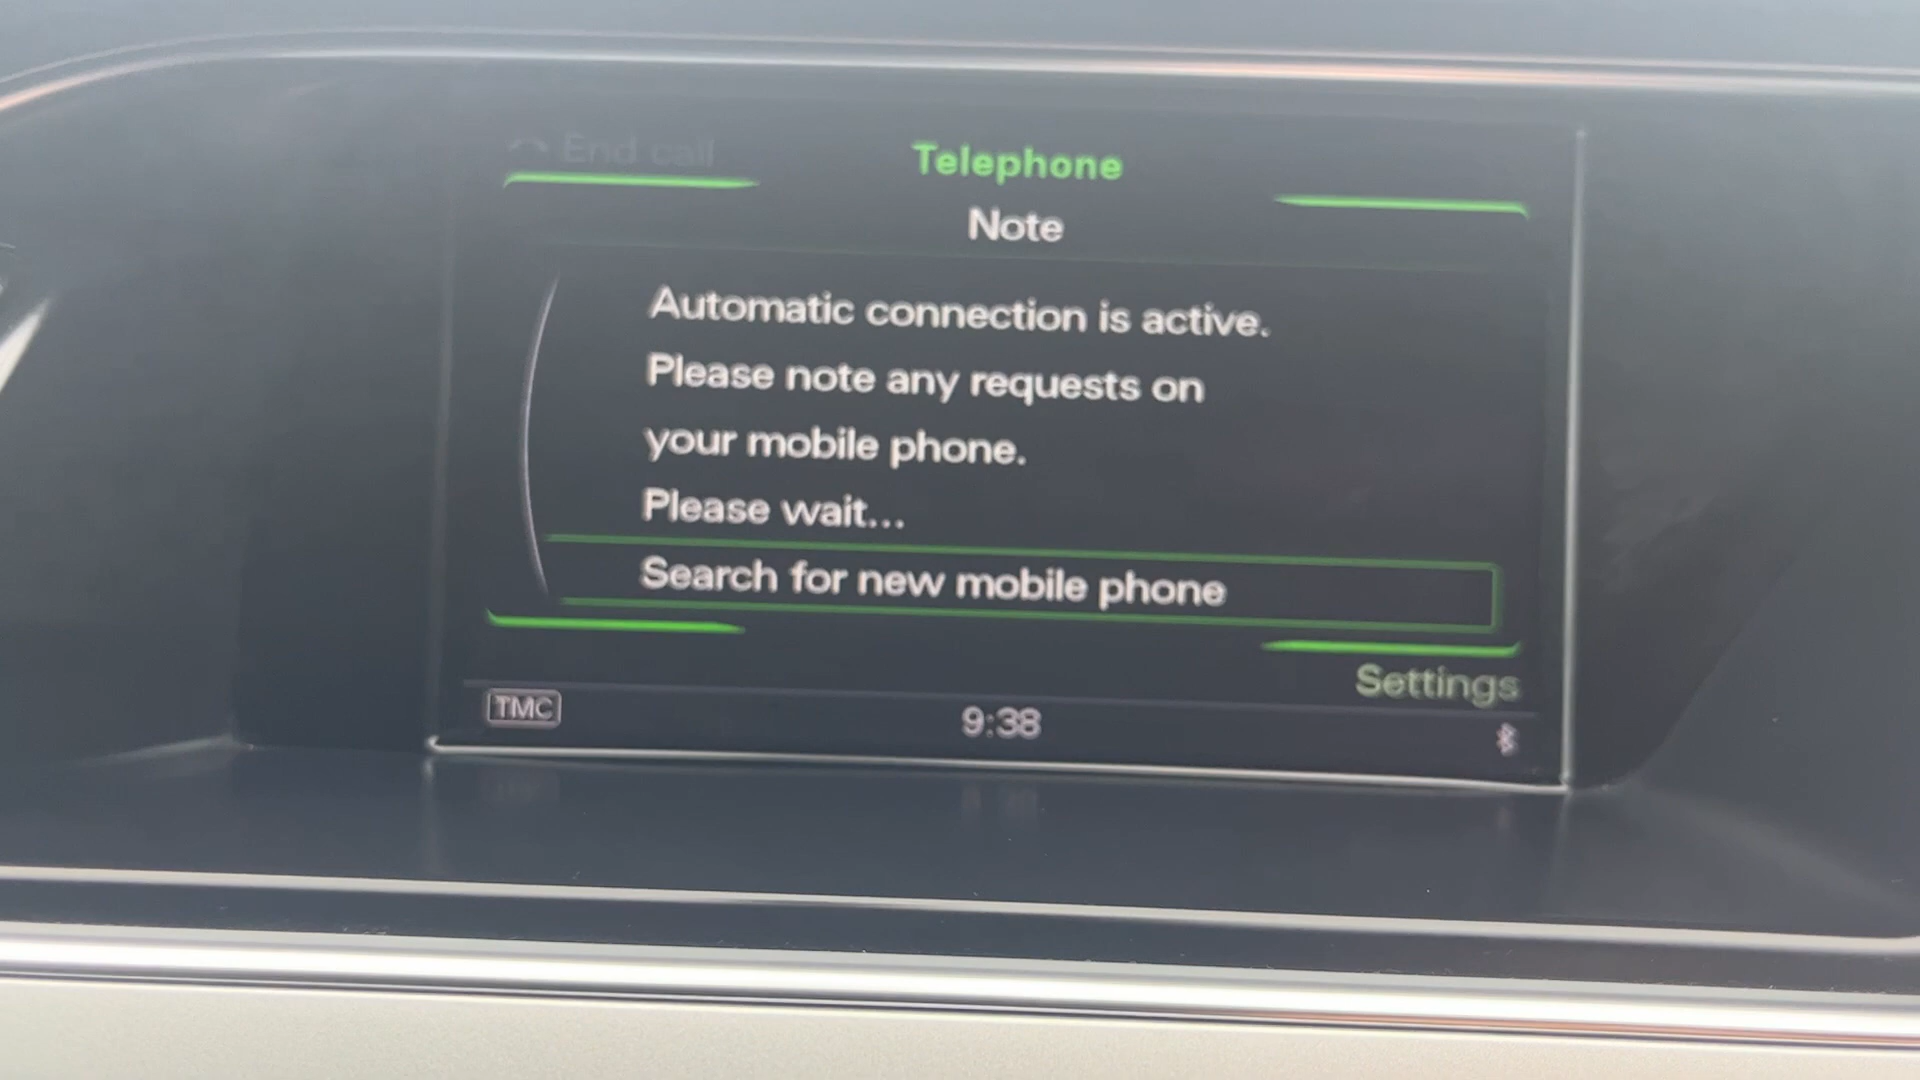 End call
Telephone
Note
Automatic connection is active.
Please note any requests on
your mobile phone.
Please wait...
Search for new mobile phone
Settings
TMC
9:38